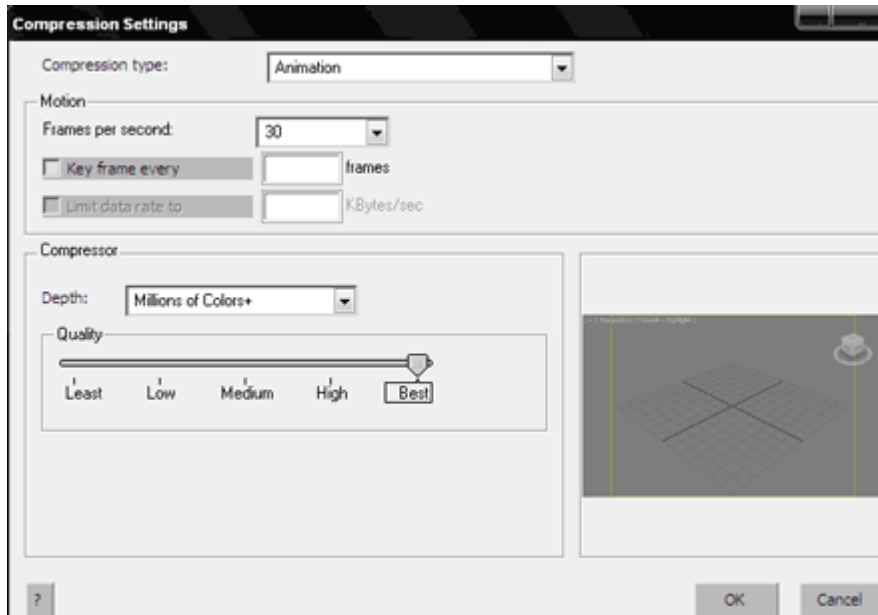 Compression Settings
Compression type: Animation
Motion
Frames per second: 30
Key frame every frames
Limit data rate to KBytes/sec
Compressor
Depth: Millions of Colors+
Quality
Least Low Medium High Best
? OK Cancel